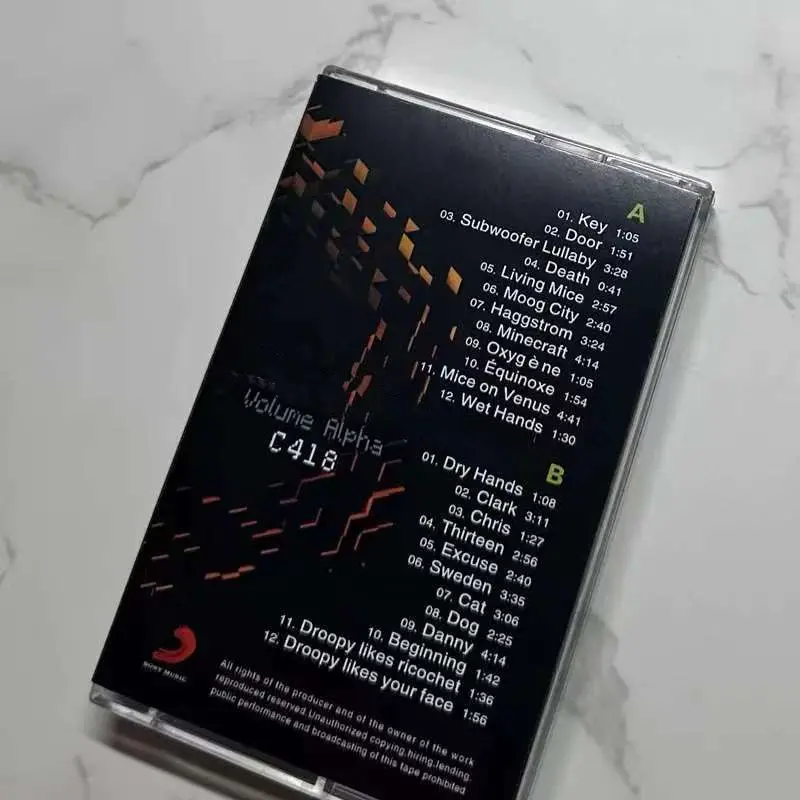 A
01. Key 1:05
02. Door 1:51
03. Subwoofer Lullaby 3:28
04. Death 0:41
05. Living Mice 2:57
06. Moog City 2:40
07. Haggstrom 3:24
08. Minecraft 4:14
09. Oxyg è ne 1:05
10. Équinoxe 1:54
11. Mice on Venus 4:41
12. Wet Hands 1:30
Volume Alpha
C418
B
01. Dry Hands 1:08
02. Clark 3:11
03. Chris 1:27
04. Thirteen 2:56
05. Excuse 2:40
06. Sweden 3:35
07. Cat 3:06
08. Dog 2:25
09. Danny 4:14
10. Beginning 1:42
11. Droopy likes ricochet 1:36
12. Droopy likes your face 1:56
SONY MUSIC
All rights of the producer and of the owner of the work
reproduced reserved.Unauthorized copying.hiring.lending.
public performance and broadcasting of this tape prohibited